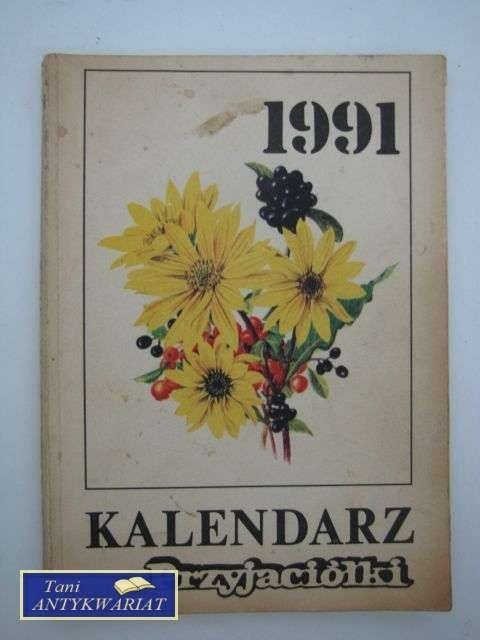 1991
KALENDARZ
Przyjaciółki
Tani
ANTYKWARIAT